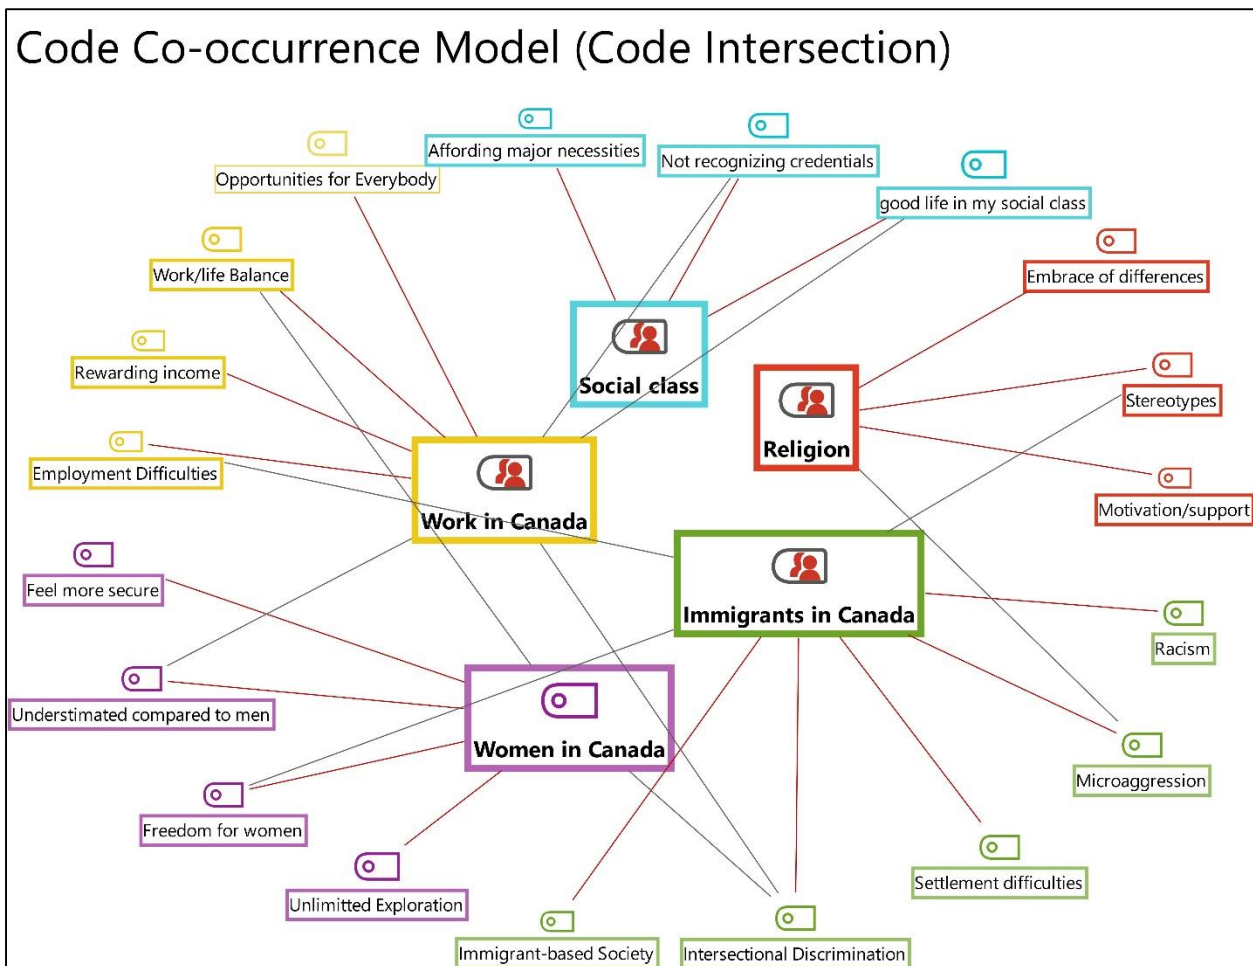 Code Co-occurrence Model (Code Intersection)
Affording major necessities
Not recognizing credentials
Opportunities for Everybody
good life in my social class
Work/life Balance
Embrace of differences
Rewarding income
Social class
Stereotypes
Religion
Employment Difficulties
Motivation/support
Work in Canada
Feel more secure
Immigrants in Canada
Racism
Understimated compared to men
Women in Canada
Microaggression
Freedom for women
Settlement difficulties
Unlimitted Exploration
Immigrant-based Society
Intersectional Discrimination